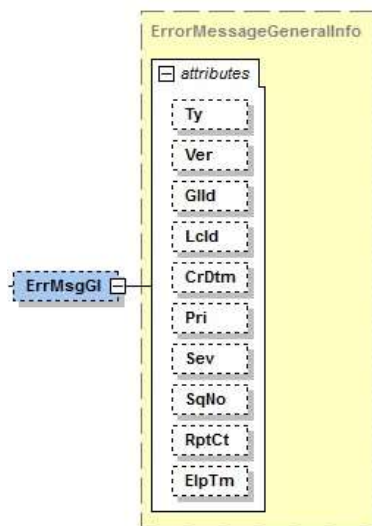 ErrorMessageGeneralInfo
attributes
Ty
Ver
GlId
LcId
CrDtm
Pri
ErrMsgGI
Sev
SqNo
RptCt
ElpTm